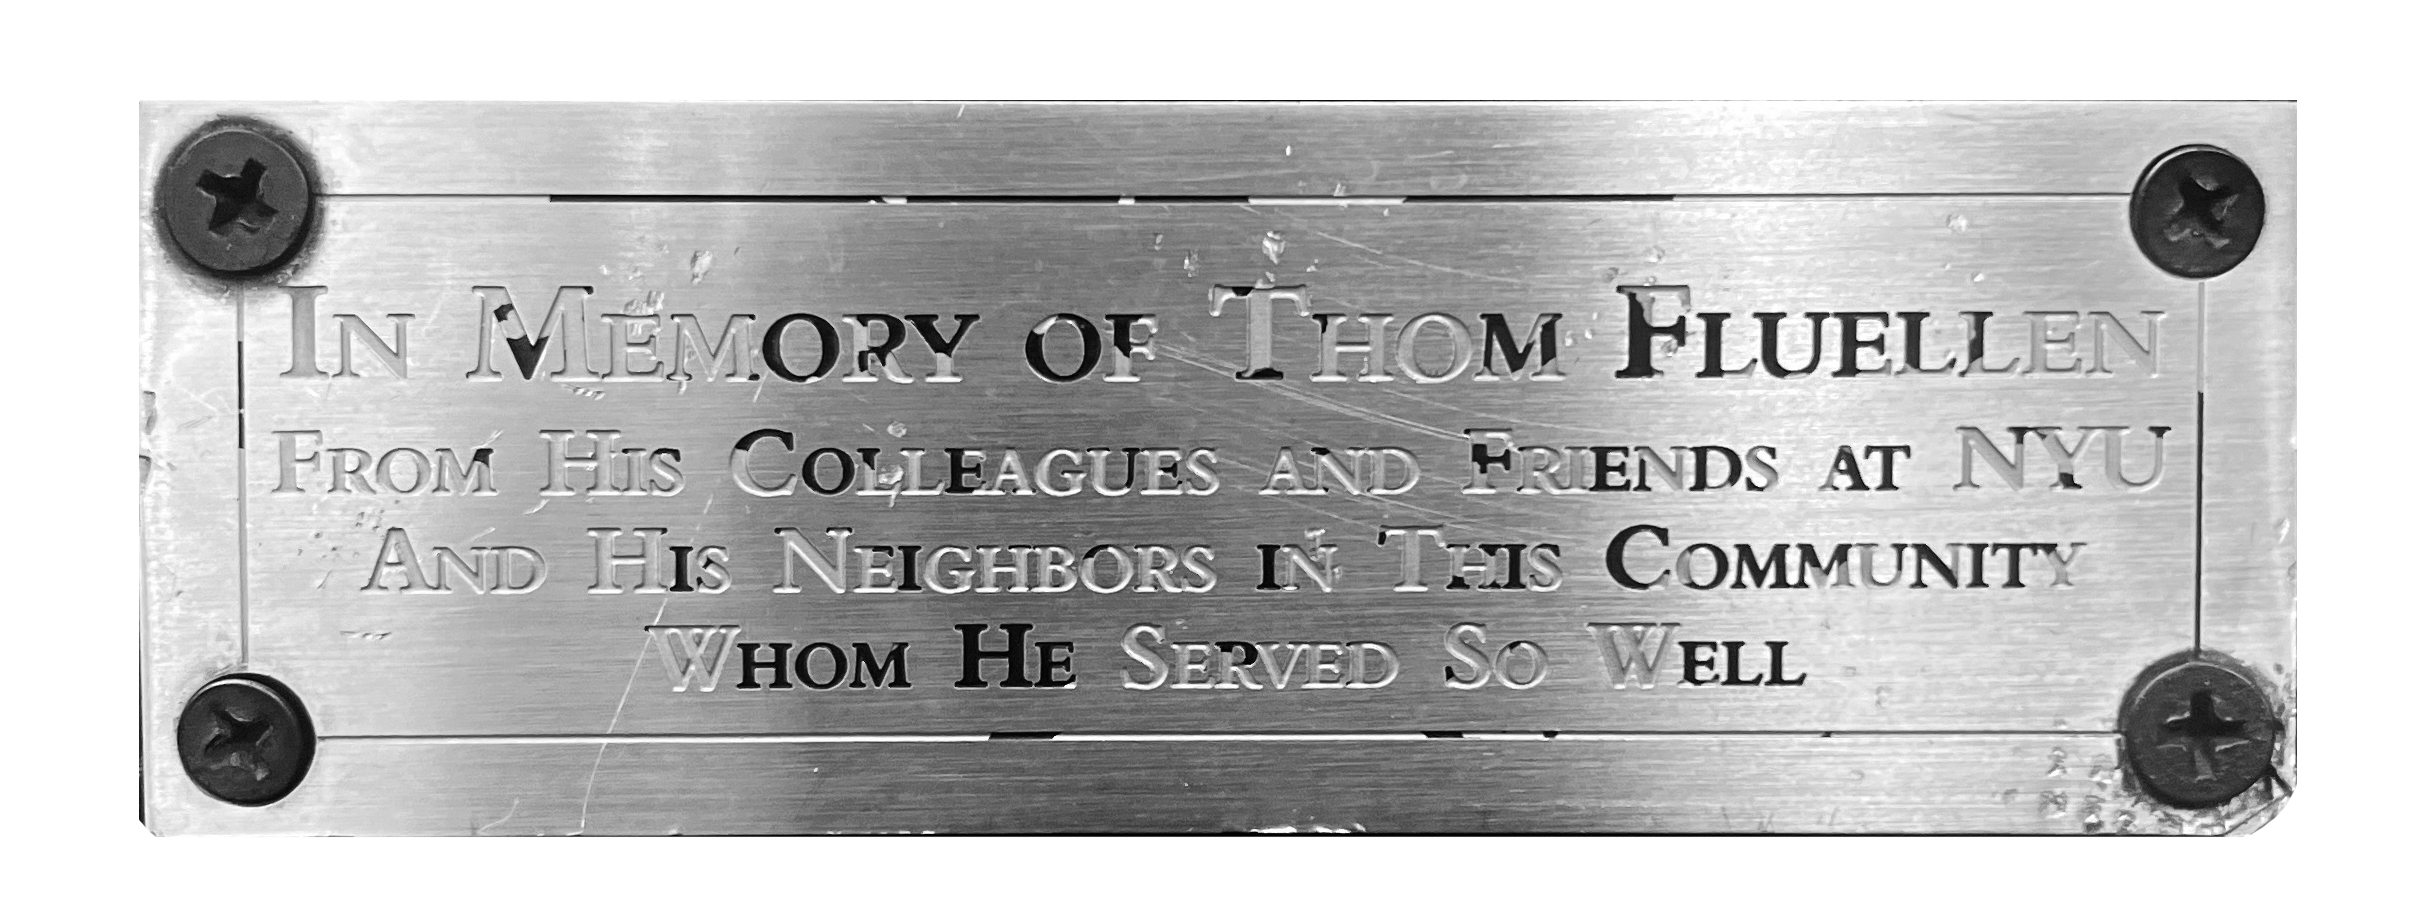 In Memory of Thom Fluellen
From His Colleagues and Friends at NYU
And His Neighbors in This Community
Whom He Served So Well